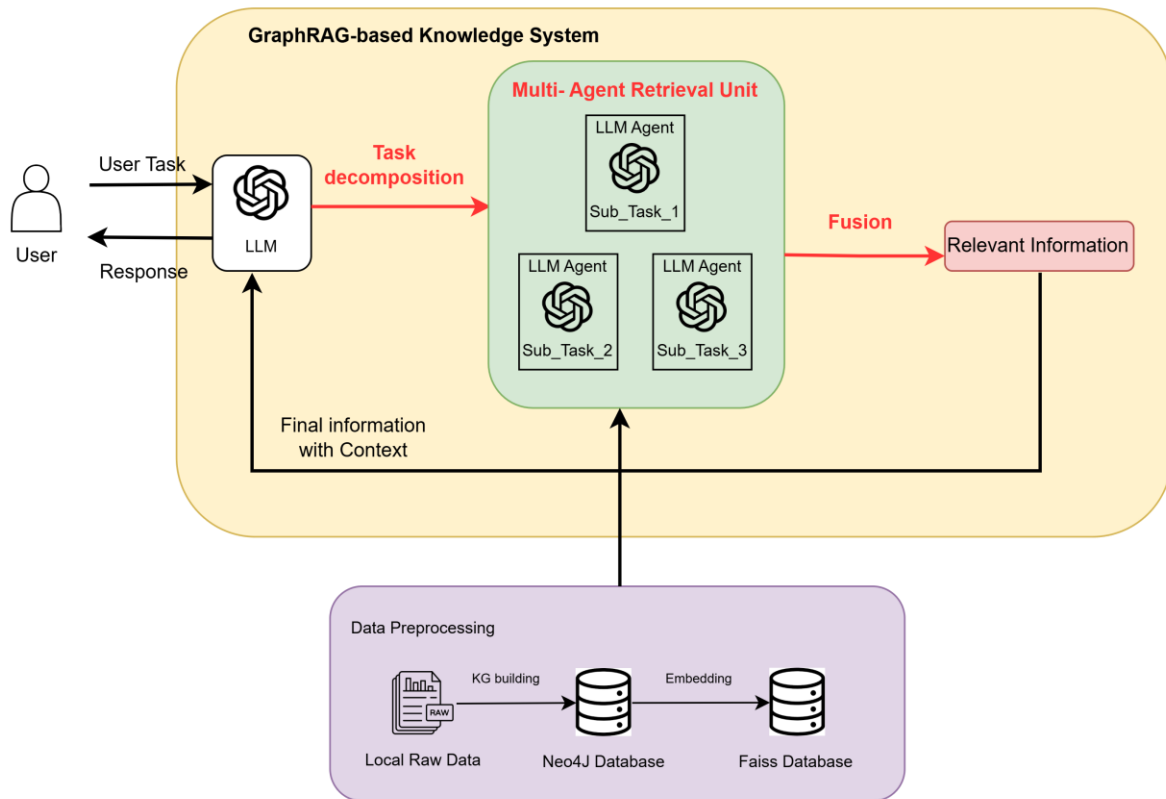 GraphRAG-based Knowledge System
Multi- Agent Retrieval Unit
LLM Agent
Sub_Task_1
LLM Agent
Sub_Task_2
LLM Agent
Sub_Task_3
User Task
User
Response
LLM
Task
decomposition
Fusion
Relevant Information
Final information
with Context
Data Preprocessing
KG building
Embedding
RAW
Local Raw Data
Neo4J Database
Faiss Database